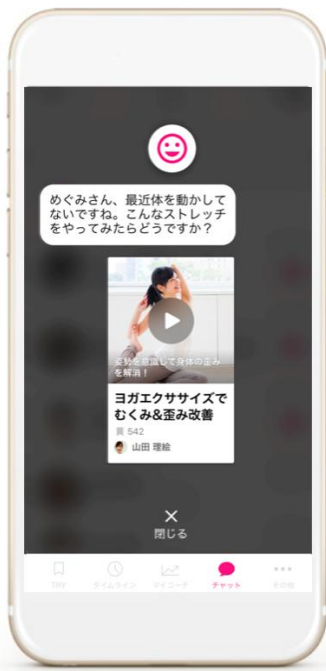 めぐみさん、最近体を動かして
ないですね。こんなストレッチ
をやってみたらどうですか？
姿勢を意識して身体の歪み
を解消！
ヨガエクササイズで
むくみ&歪み改善
買 542
山田 理絵
閉じる
TRY
タイムライン
マイコーデ
チャット
その他